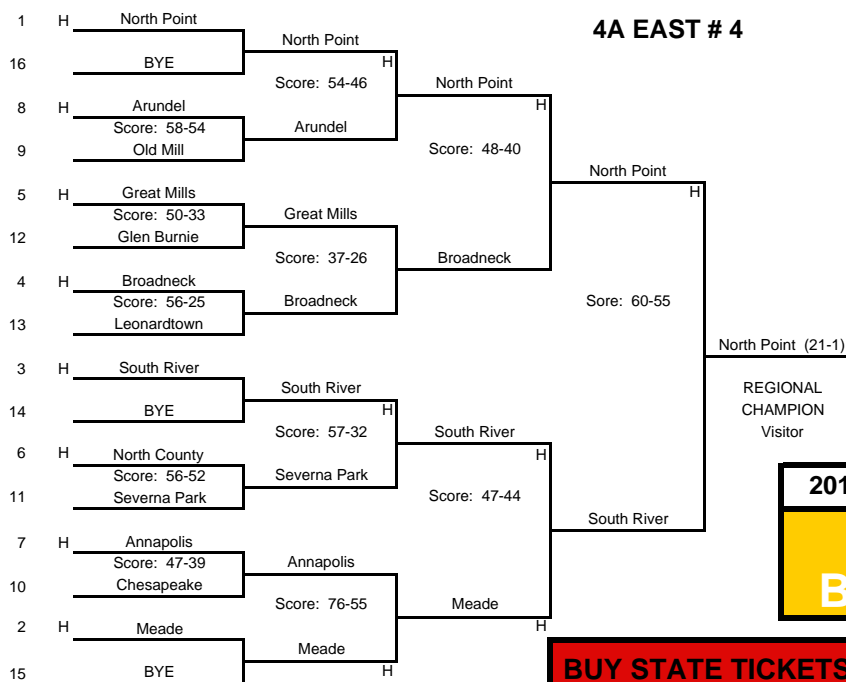 4A EAST # 4
1 H North Point
16 BYE
North Point
H
Score: 54-46
8 H Arundel
Score: 58-54
9 Old Mill
Arundel
North Point
H
Score: 48-40
5 H Great Mills
Score: 50-33
12 Glen Burnie
Great Mills
Score: 37-26
4 H Broadneck
Score: 56-25
13 Leonardtown
Broadneck
Broadneck
North Point
H
Sore: 60-55
3 H South River
14 BYE
South River
H
Score: 57-32
6 H North County
Score: 56-52
11 Severna Park
Severna Park
South River
H
Score: 47-44
7 H Annapolis
Score: 47-39
10 Chesapeake
Annapolis
Score: 76-55
2 H Meade
15 BYE
Meade
H
Meade
H
South River
North Point (21-1)
REGIONAL
CHAMPION
Visitor
201
B
BUY STATE TICKETS